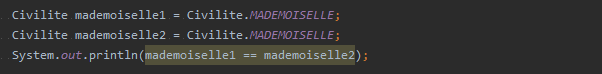 Civilite mademoiselle1 = Civilite.MADEMOISELLE;
Civilite mademoiselle2 = Civilite.MADEMOISELLE;
System.out.println(mademoiselle1 == mademoiselle2);